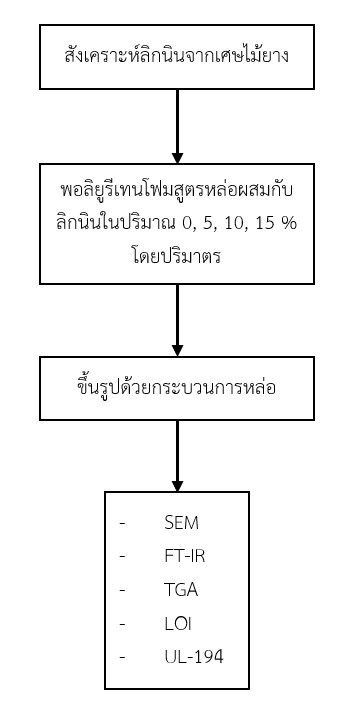 สังเคราะห์ลิกนินจากเศษไม้ยาง
พอลิยูรีเทนโฟมสูตรหล่อผสมกับ
ลิกนินในปริมาณ 0, 5, 10, 15 %
โดยปริมาตร
ขึ้นรูปด้วยกระบวนการหล่อ
- SEM
- FT-IR
- TGA
- LOI
- UL-194